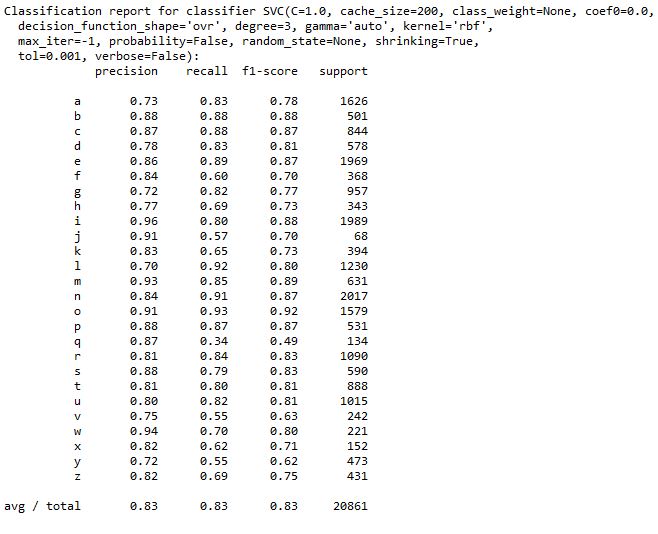 Classification report for classifier SVC(C=1.0, cache_size=200, class_weight=None, coef0=0.0,
decision_function_shape='ovr', degree=3, gamma='auto', kernel='rbf',
max_iter=-1, probability=False, random_state=None, shrinking=True,
tol=0.001, verbose=False):
precision recall f1-score support
a 0.73 0.83 0.78 1626
b 0.88 0.88 0.88 501
c 0.87 0.88 0.87 844
d 0.78 0.83 0.81 578
e 0.86 0.89 0.87 1969
f 0.84 0.60 0.70 368
g 0.72 0.82 0.77 957
h 0.77 0.69 0.73 343
i 0.96 0.80 0.88 1989
j 0.91 0.57 0.70 68
k 0.83 0.65 0.73 394
l 0.70 0.92 0.80 1230
m 0.93 0.85 0.89 631
n 0.84 0.91 0.87 2017
o 0.91 0.93 0.92 1579
p 0.88 0.87 0.87 531
q 0.87 0.34 0.49 134
r 0.81 0.84 0.83 1090
s 0.88 0.79 0.83 590
t 0.81 0.80 0.81 888
u 0.80 0.82 0.81 1015
v 0.75 0.55 0.63 242
w 0.94 0.70 0.80 221
x 0.82 0.62 0.71 152
y 0.72 0.55 0.62 473
z 0.82 0.69 0.75 431
avg / total 0.83 0.83 0.83 20861